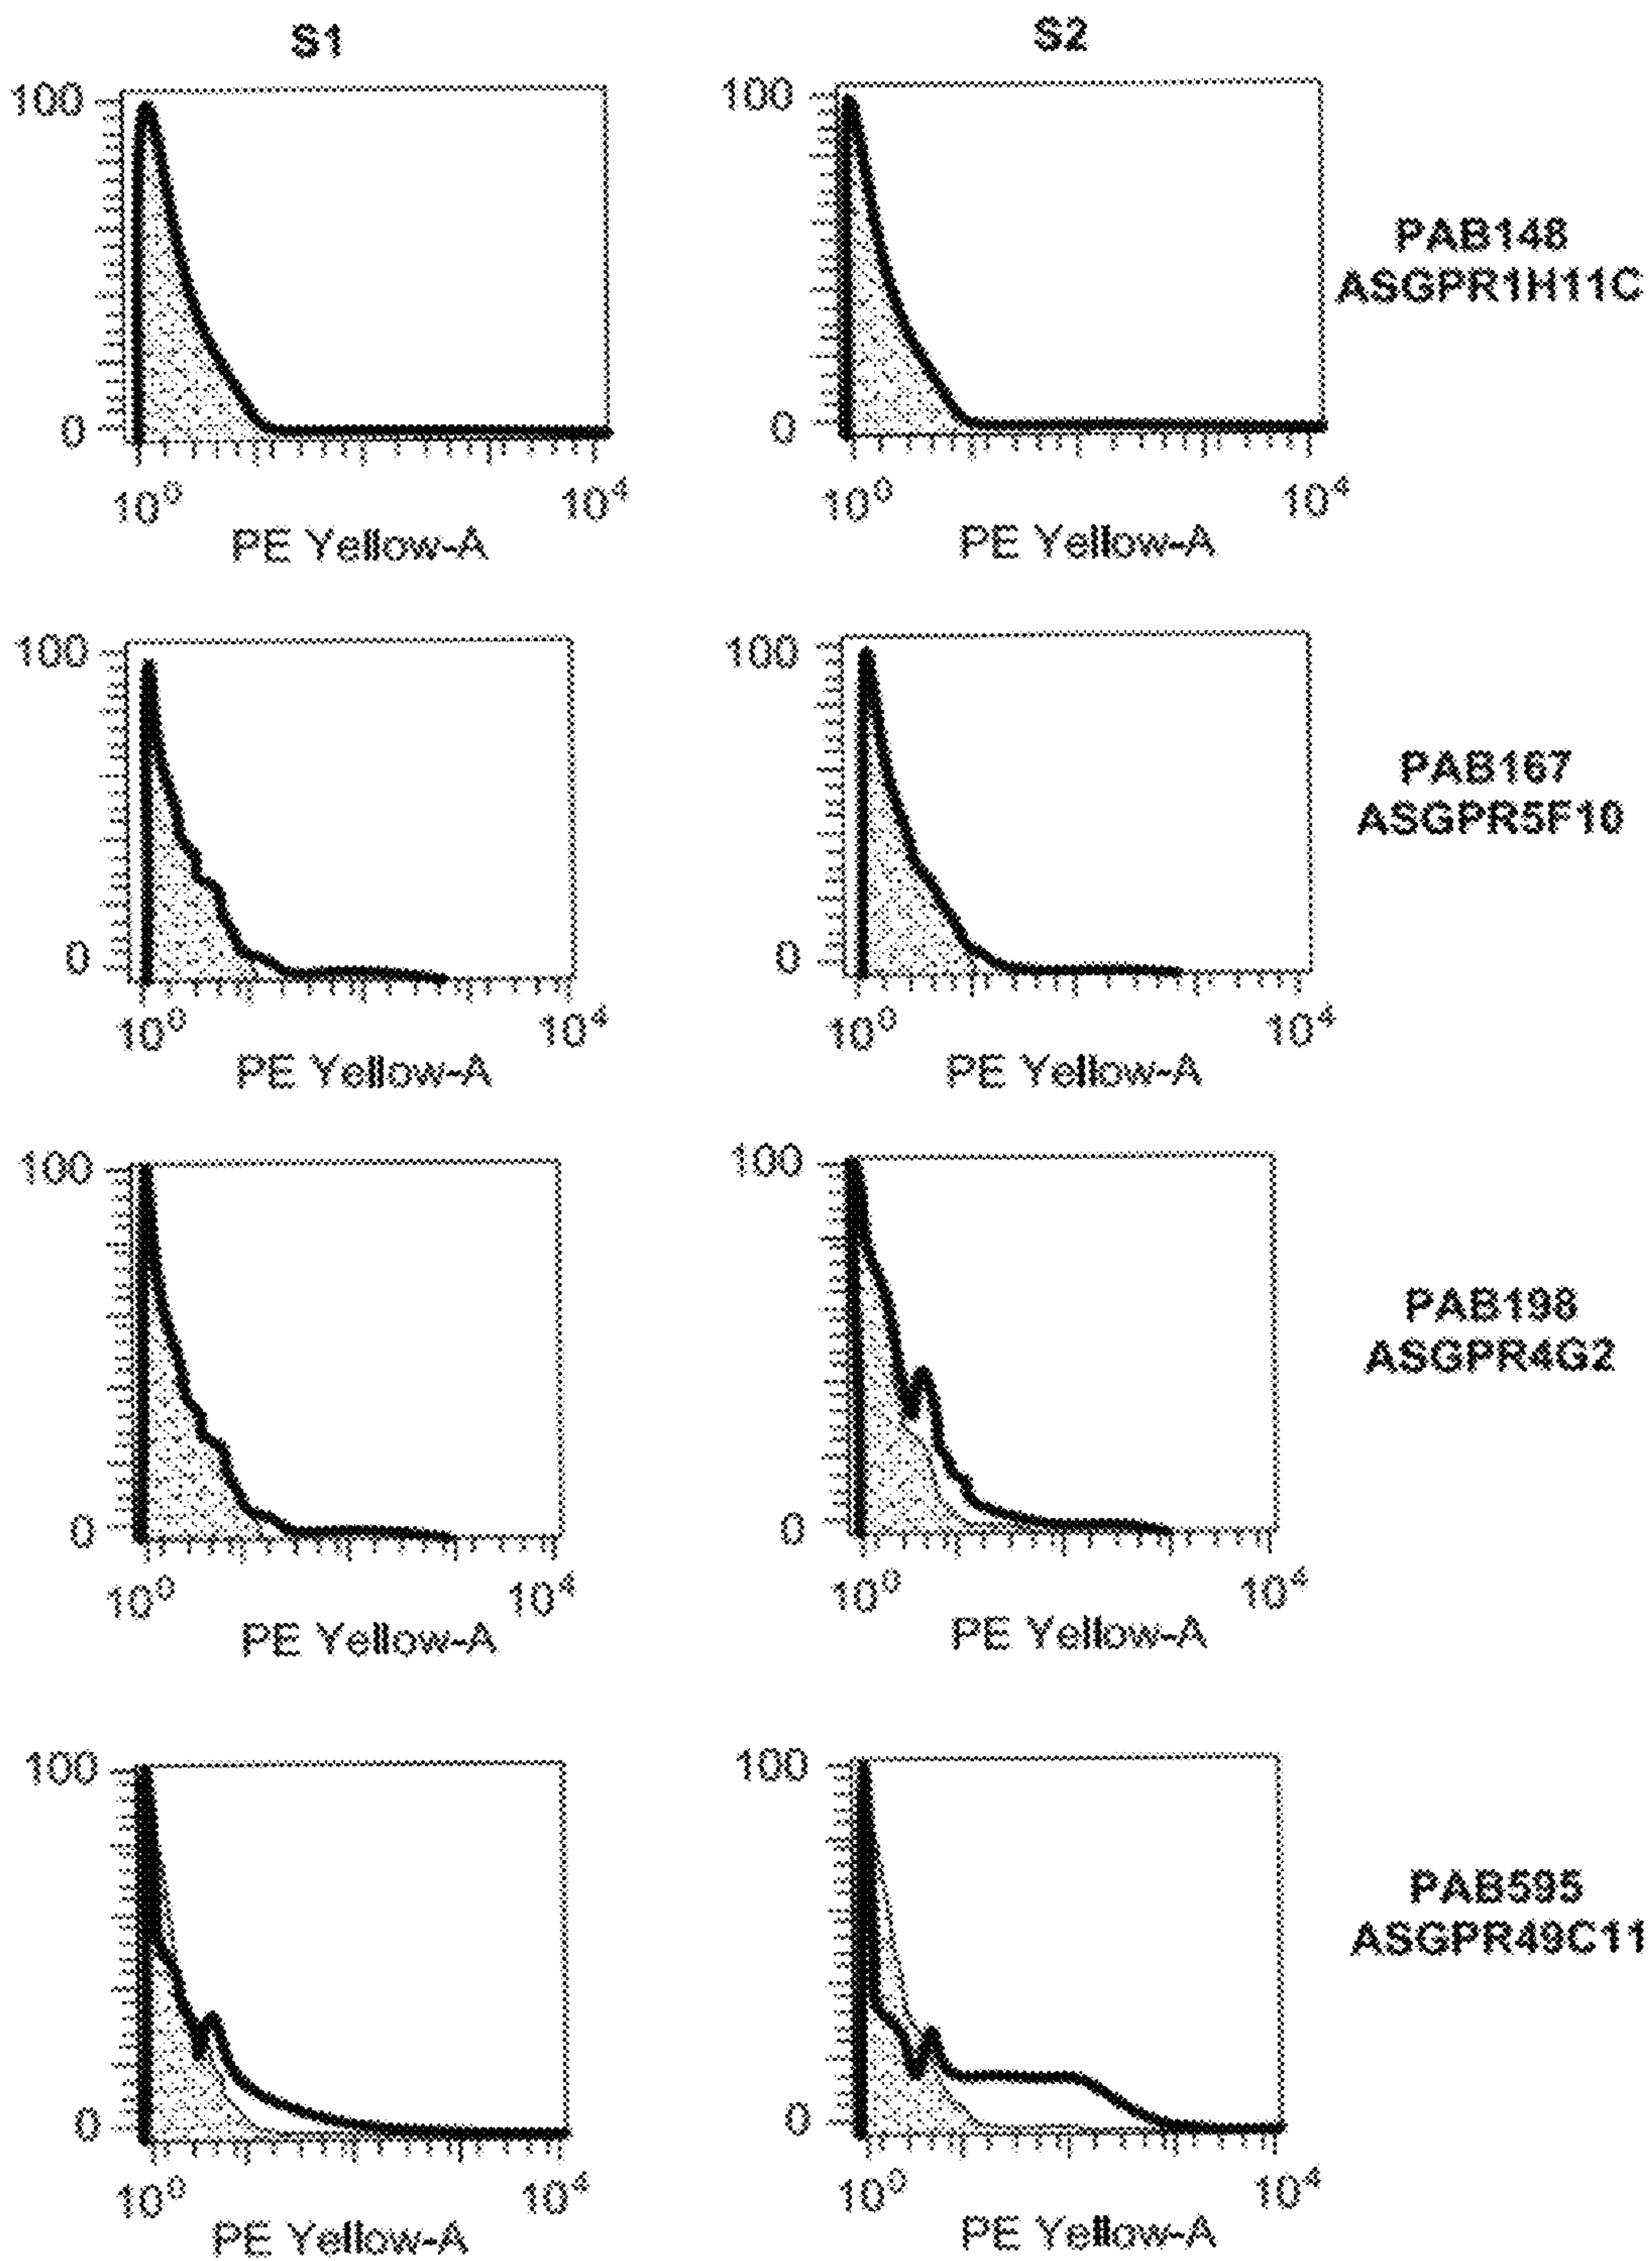 S1
S2
100
0
10⁰
10⁴
PE Yellow-A
100
0
10⁰
10⁴
PE Yellow-A
PAB148
ASGPR1H11C
100
0
10⁰
10⁴
PE Yellow-A
100
0
10⁰
10⁴
PE Yellow-A
PAB167
ASGPR5F10
100
0
10⁰
10⁴
PE Yellow-A
100
0
10⁰
10⁴
PE Yellow-A
PAB198
ASGPR4G2
100
0
10⁰
10⁴
PE Yellow-A
100
0
10⁰
10⁴
PE Yellow-A
PAB595
ASGPR49C11